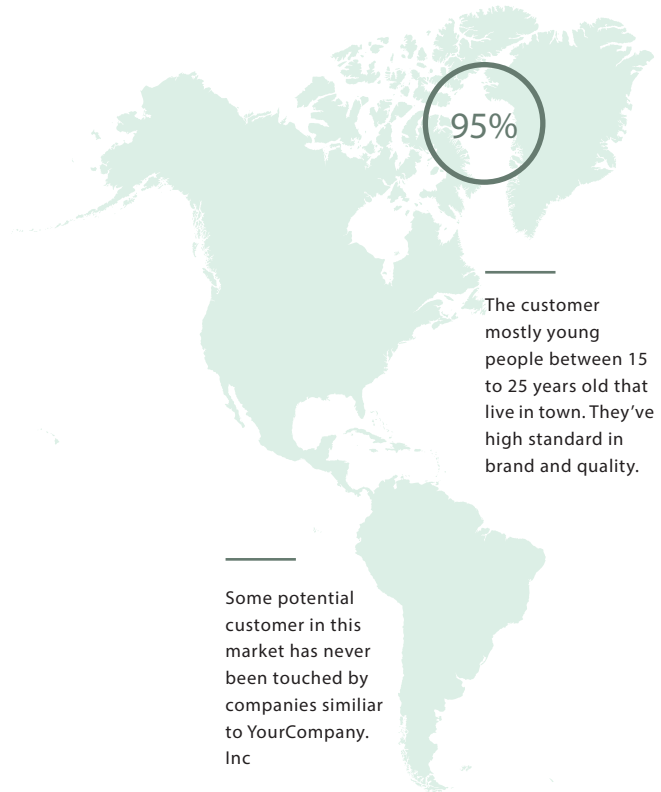 95%
The customer
mostly young
people between 15
to 25 years old that
live in town. They’ve
high standard in
brand and quality.
Some potential
customer in this
market has never
been touched by
companies similiar
to YourCompany.
Inc